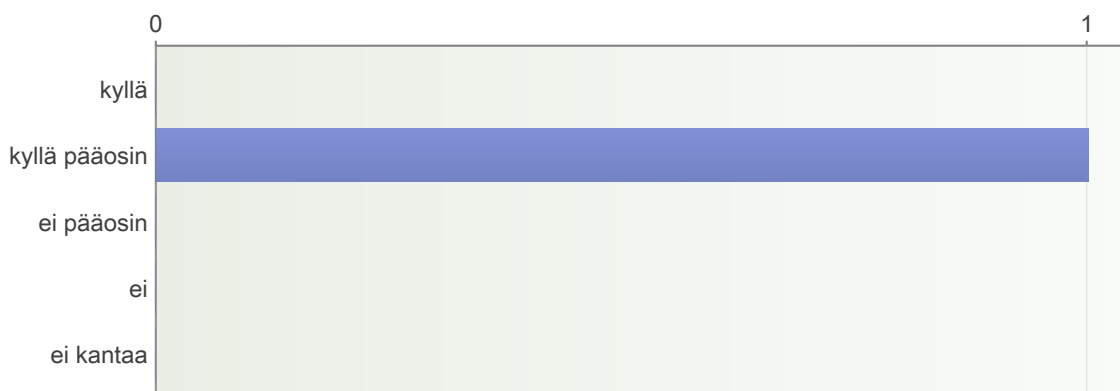 0 1
kyllä
kyllä pääosin
ei pääosin
ei
ei kantaa